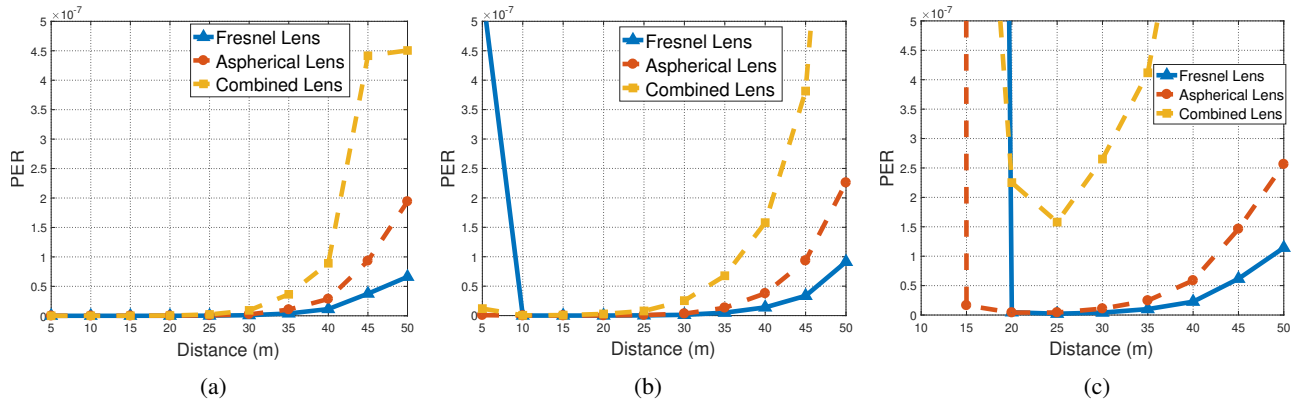 ×10⁻⁷
5
4.5
4
3.5
3
2.5
2
1.5
1
0.5
0
PER
5 10 15 20 25 30 35 40 45 50
Distance (m)
Fresnel Lens
Aspherical Lens
Combined Lens
(a)
×10⁻⁷
5
4.5
4
3.5
3
2.5
2
1.5
1
0.5
0
PER
5 10 15 20 25 30 35 40 45 50
Distance (m)
Fresnel Lens
Aspherical Lens
Combined Lens
(b)
×10⁻⁷
5
4.5
4
3.5
3
2.5
2
1.5
1
0.5
0
PER
10 15 20 25 30 35 40 45 50
Distance (m)
Fresnel Lens
Aspherical Lens
Combined Lens
(c)